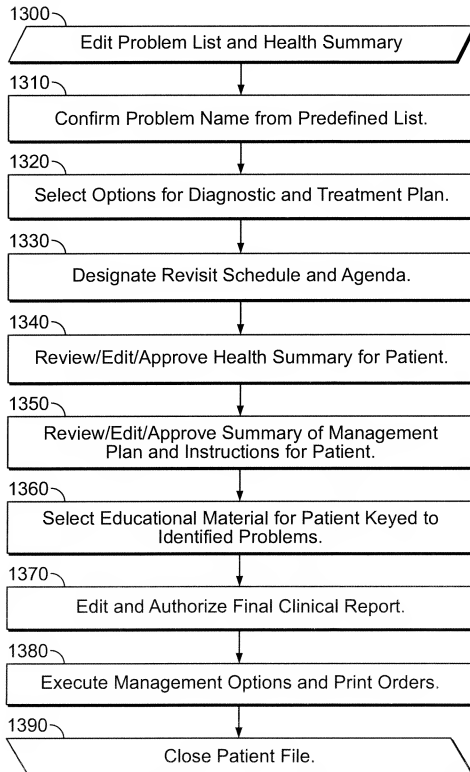 1300
Edit Problem List and Health Summary
1310
Confirm Problem Name from Predefined List.
1320
Select Options for Diagnostic and Treatment Plan.
1330
Designate Revisit Schedule and Agenda.
1340
Review/Edit/Approve Health Summary for Patient.
1350
Review/Edit/Approve Summary of Management
Plan and Instructions for Patient.
1360
Select Educational Material for Patient Keyed to
Identified Problems.
1370
Edit and Authorize Final Clinical Report.
1380
Execute Management Options and Print Orders.
1390
Close Patient File.